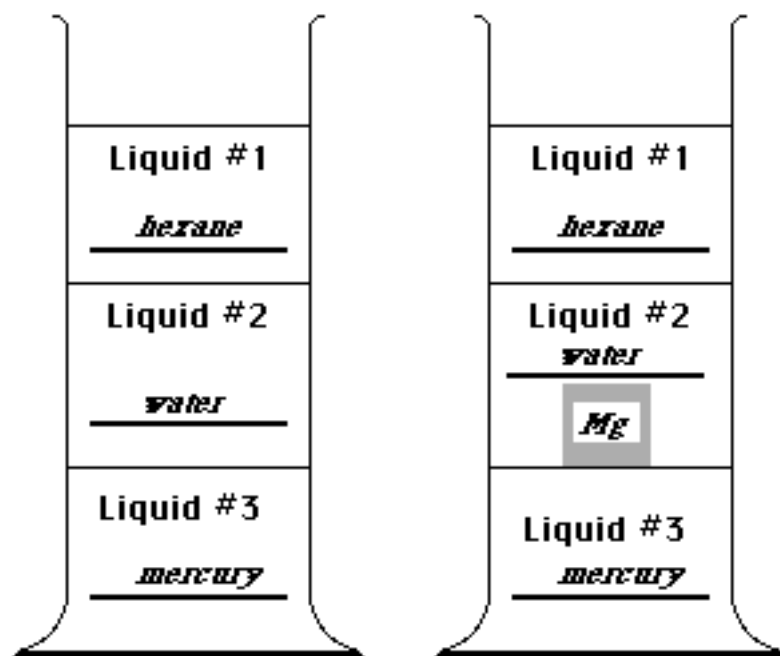 Liquid #1
hexane
Liquid #2
water
Liquid #3
mercury
Liquid #1
hexane
Liquid #2
water
Mg
Liquid #3
mercury